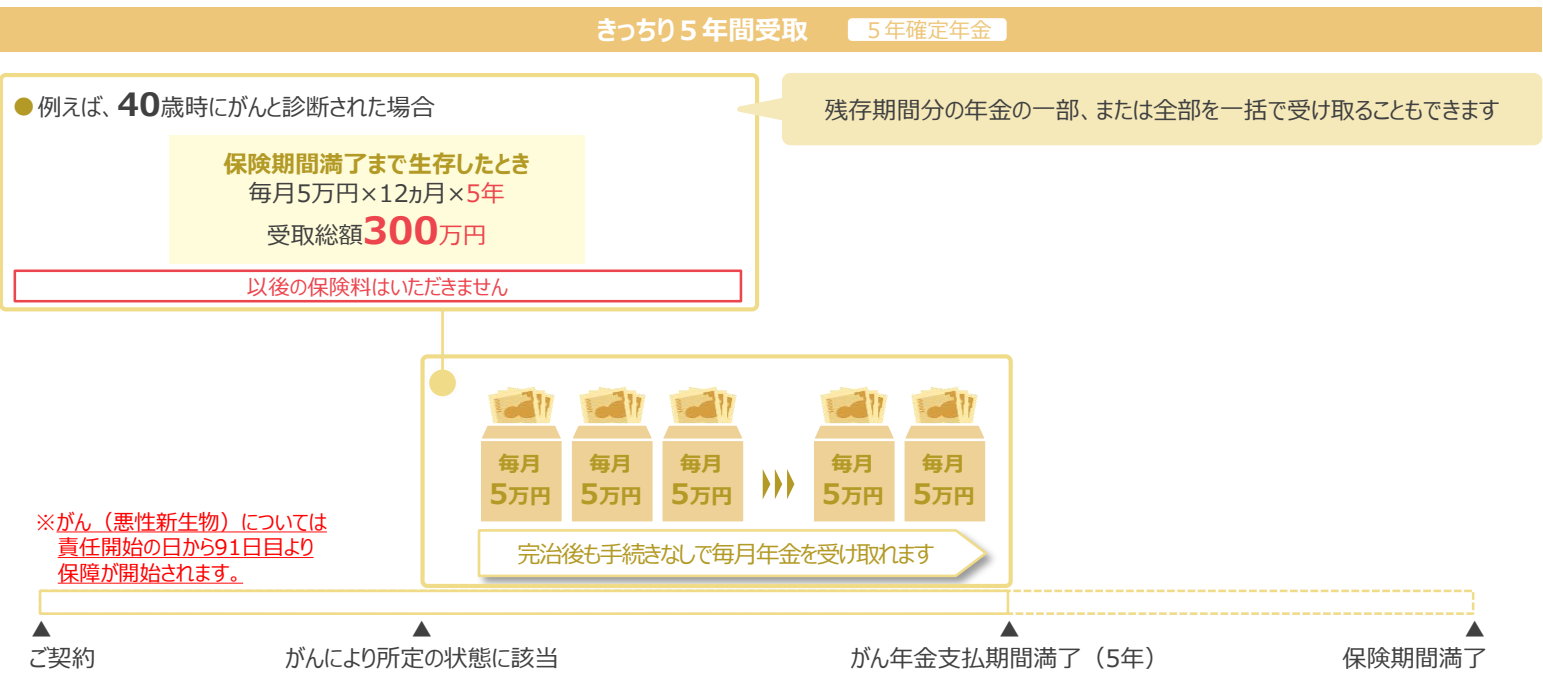 きっちり５年間受取 ５年確定年金
●例えば、40歳時にがんと診断された場合
残存期間分の年金の一部、または全部を一括で受け取ることもできます
保険期間満了まで生存したとき
毎月5万円×12ヵ月×5年
受取総額300万円
以後の保険料はいただきません
毎月 毎月 毎月 毎月 毎月
5万円 5万円 5万円 5万円 5万円
完治後も手続きなしで毎月年金を受け取れます
※がん（悪性新生物）については
責任開始の日から91日目より
保障が開始されます。
▲ ▲ ▲ ▲
ご契約 がんにより所定の状態に該当 がん年金支払期間満了（5年） 保険期間満了